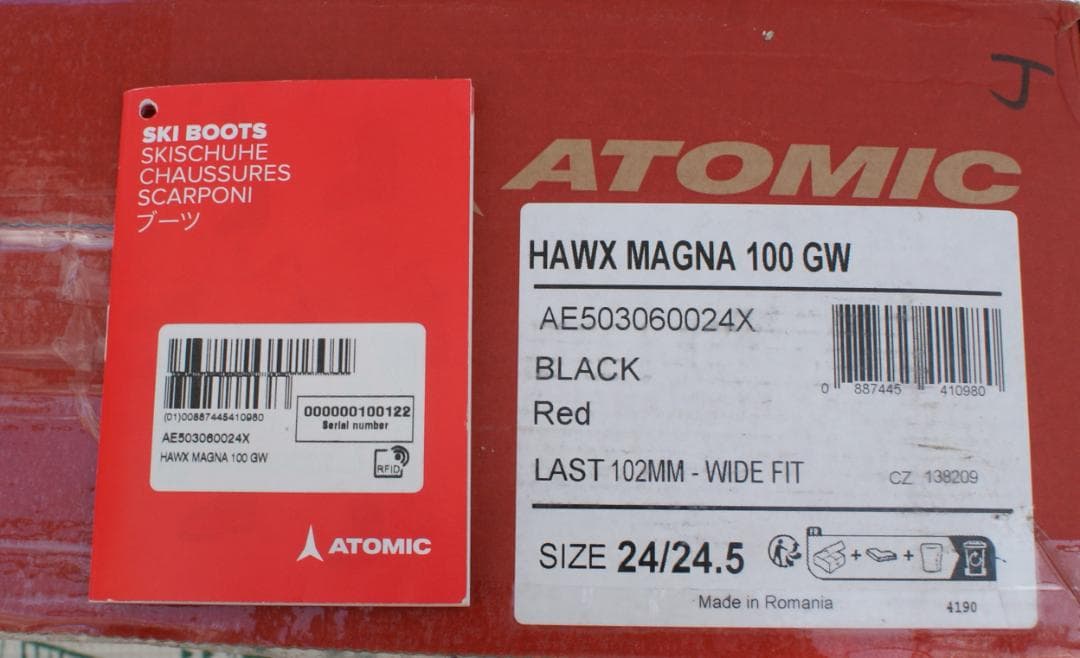 SKI BOOTS
SKISCHUHE
CHAUSSURES
SCARPONI
ブーツ
(01)00887445410980
000000100122
Serial number
AE503060024X
HAWX MAGNA 100 GW
RFID
ATOMIC
J
ATOMIC
HAWX MAGNA 100 GW
AE503060024X
BLACK
0 887445 410980
Red
LAST 102MM - WIDE FIT
CZ 138209
SIZE 24/24.5
FR
+ +
Made in Romania
4190